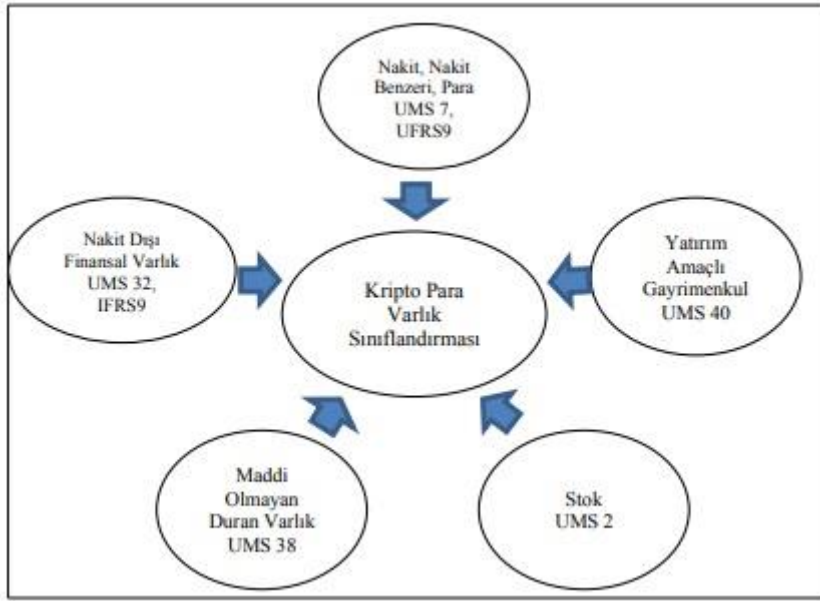 Nakit, Nakit
Benzeri, Para
UMS 7,
UFRS9
Nakit Dışı
Finansal Varlık
UMS 32,
IFRS9
Kripto Para
Varlık
Sınıflandırması
Yatırım
Amaçlı
Gayrimenkul
UMS 40
Maddi
Olmayan
Duran Varlık
UMS 38
Stok
UMS 2